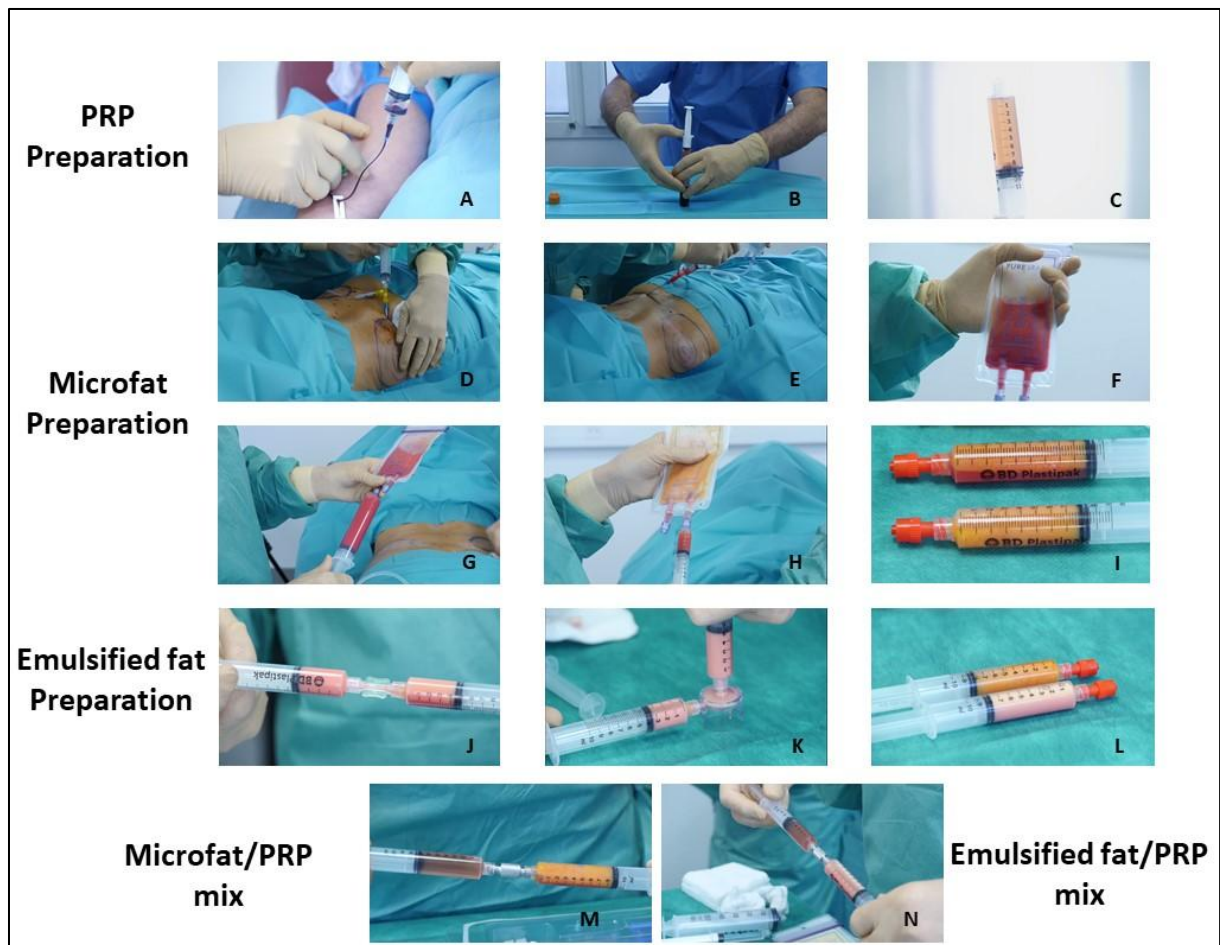 PRP
Preparation
A
B
C
Microfat
Preparation
D
E
PURE
F
G
H
BD Plastipak
BD Plastipak
I
Emulsified fat
Preparation
BD Plastipak
J
K
L
Microfat/PRP
mix
M
N
Emulsified fat/PRP
mix